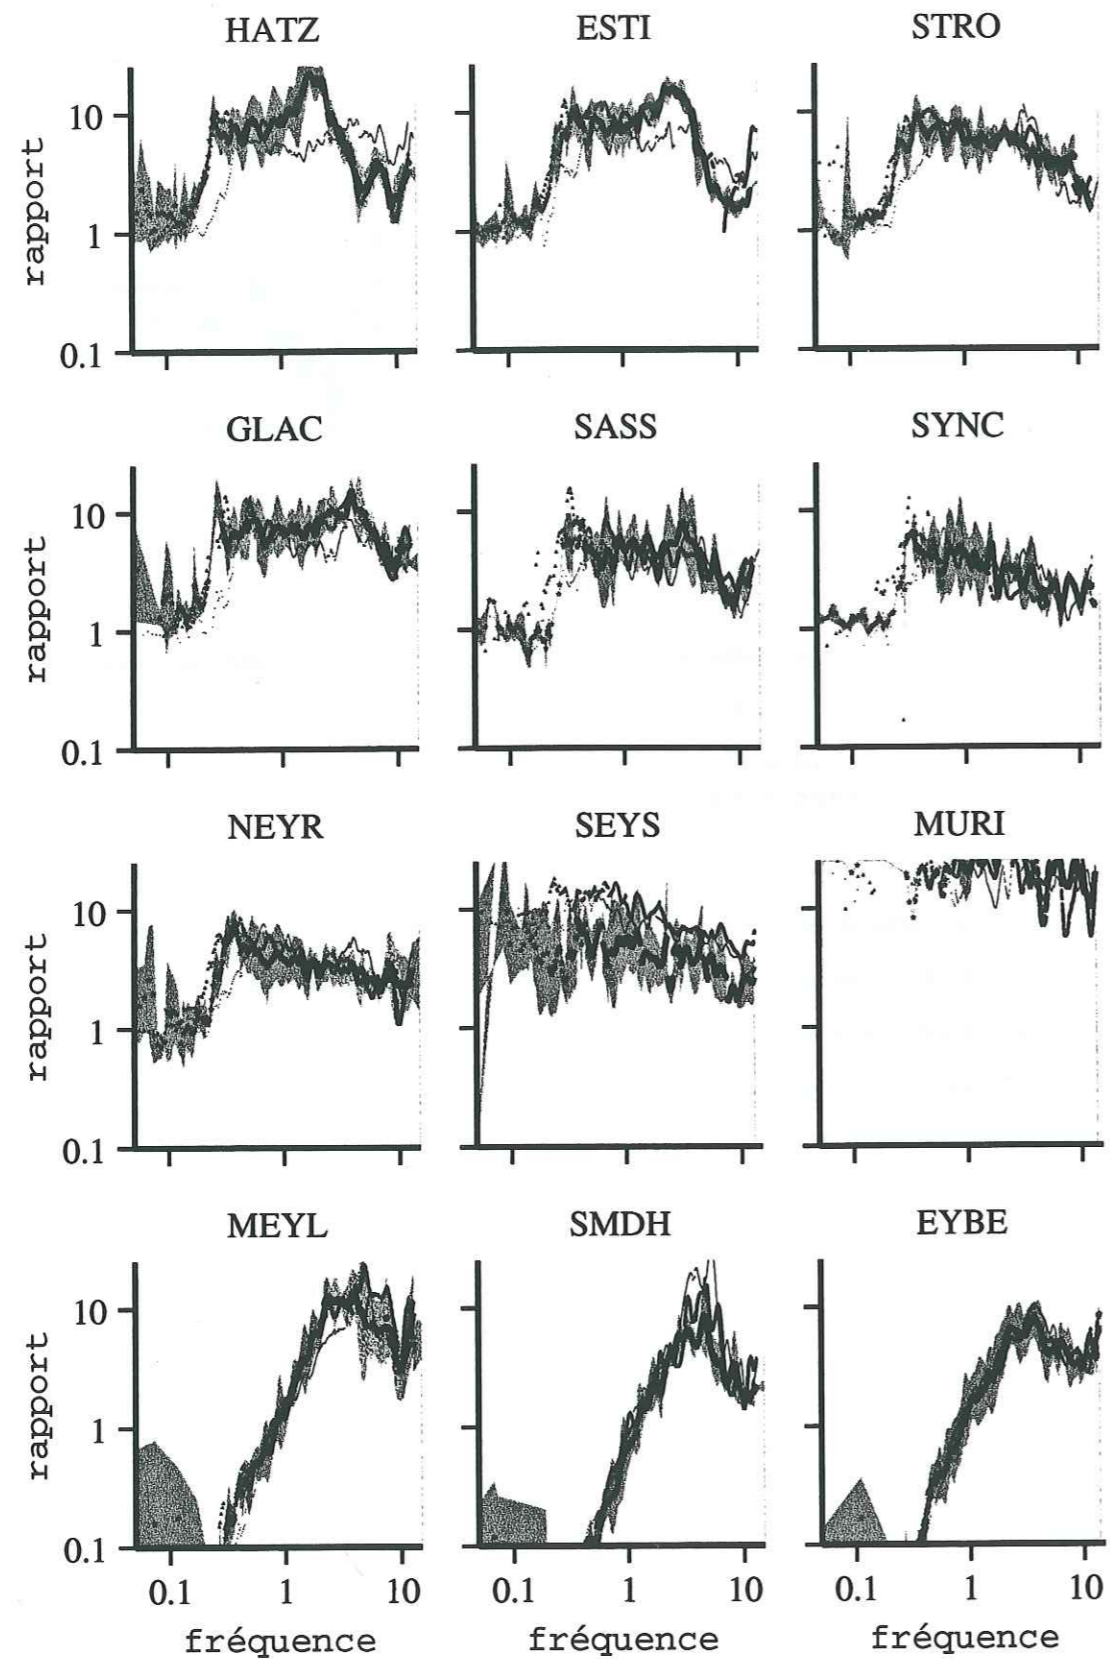 HATZ ESTI STRO
rapport
10
1
0.1
GLAC SASS SYNC
rapport
10
1
0.1
NEYR SEYS MURI
rapport
10
1
0.1
MEYL SMDH EYBE
rapport
10
1
0.1
0.1 1 10 0.1 1 10 0.1 1 10
fréquence fréquence fréquence